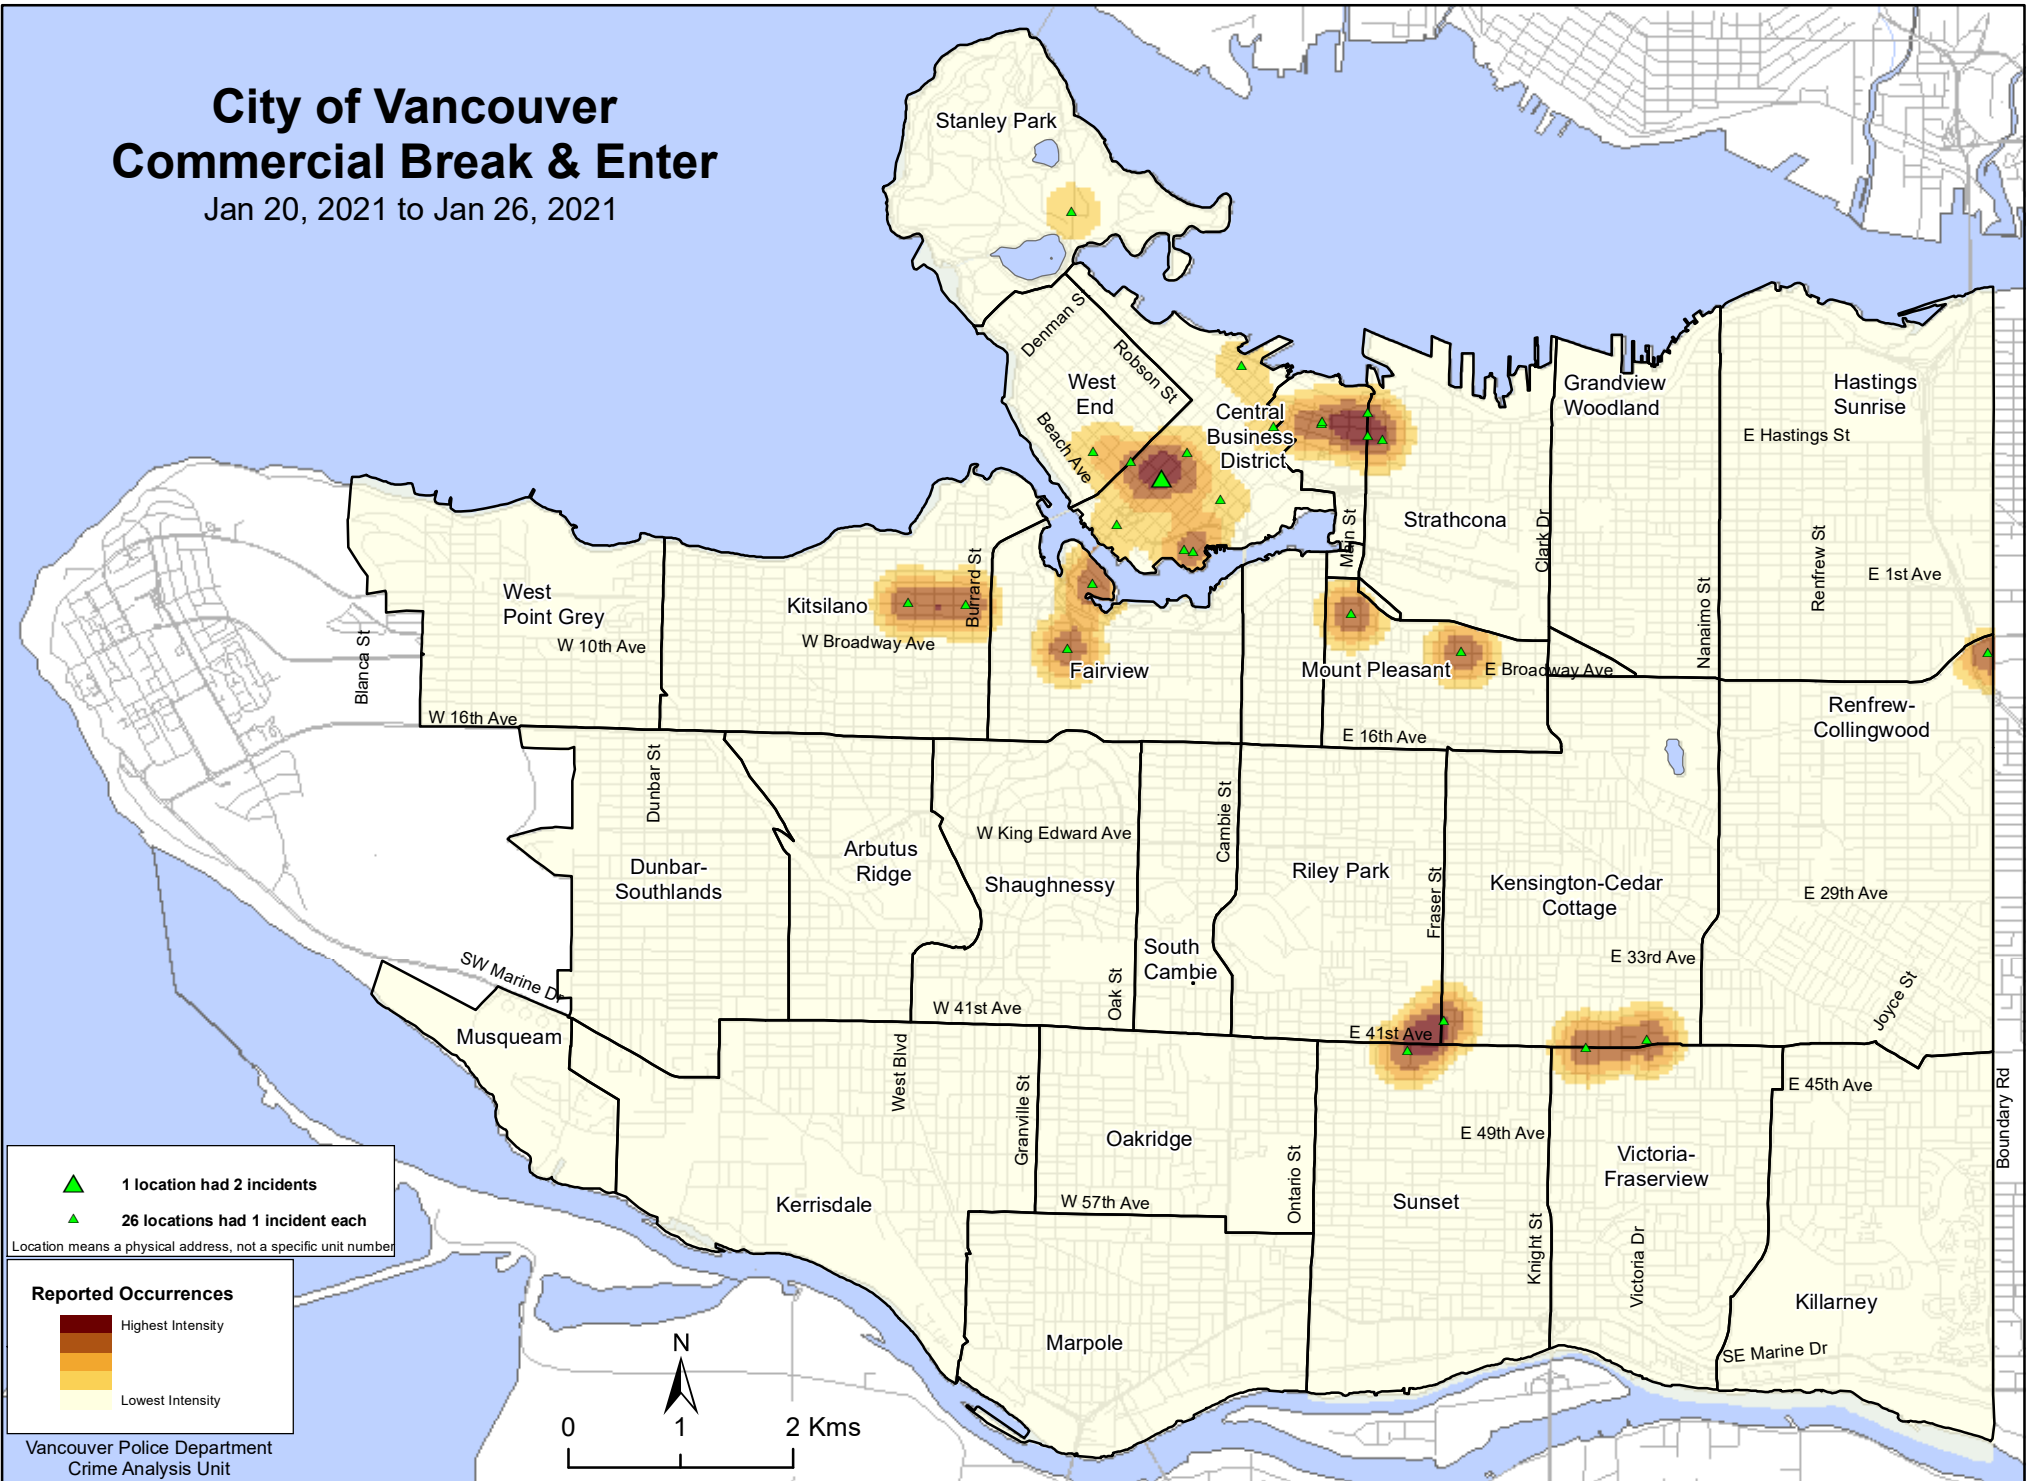 City of Vancouver
Commercial Break & Enter
Jan 20, 2021 to Jan 26, 2021
Stanley Park
Denman S
Robson St
West
End
Beach Ave
Central
Business
District
Grandview
Woodland
Hastings
Sunrise
E Hastings St
Strathcona
Main St
Clark Dr
Nanaimo St
Renfrew St
E 1st Ave
West
Point Grey
W 10th Ave
Blanca St
W 16th Ave
Kitsilano
W Broadway Ave
Burrard St
Fairview
Mount Pleasant
E Broadway Ave
E 16th Ave
Renfrew-
Collingwood
Dunbar St
Dunbar-
Southlands
Arbutus
Ridge
W King Edward Ave
Shaughnessy
Cambie St
South
Cambie
Oak St
W 41st Ave
Riley Park
Fraser St
Kensington-Cedar
Cottage
E 29th Ave
E 33rd Ave
Joyce St
E 41st Ave
SW Marine Dr
Musqueam
West Blvd
Granville St
Oakridge
Ontario St
W 57th Ave
Kerrisdale
Marpole
E 49th Ave
Sunset
Knight St
Victoria-
Fraserview
Victoria Dr
E 45th Ave
Boundary Rd
Killarney
SE Marine Dr
1 location had 2 incidents
26 locations had 1 incident each
Location means a physical address, not a specific unit number
Reported Occurrences
Highest Intensity
Lowest Intensity
Vancouver Police Department
Crime Analysis Unit
N
0 1 2 Kms